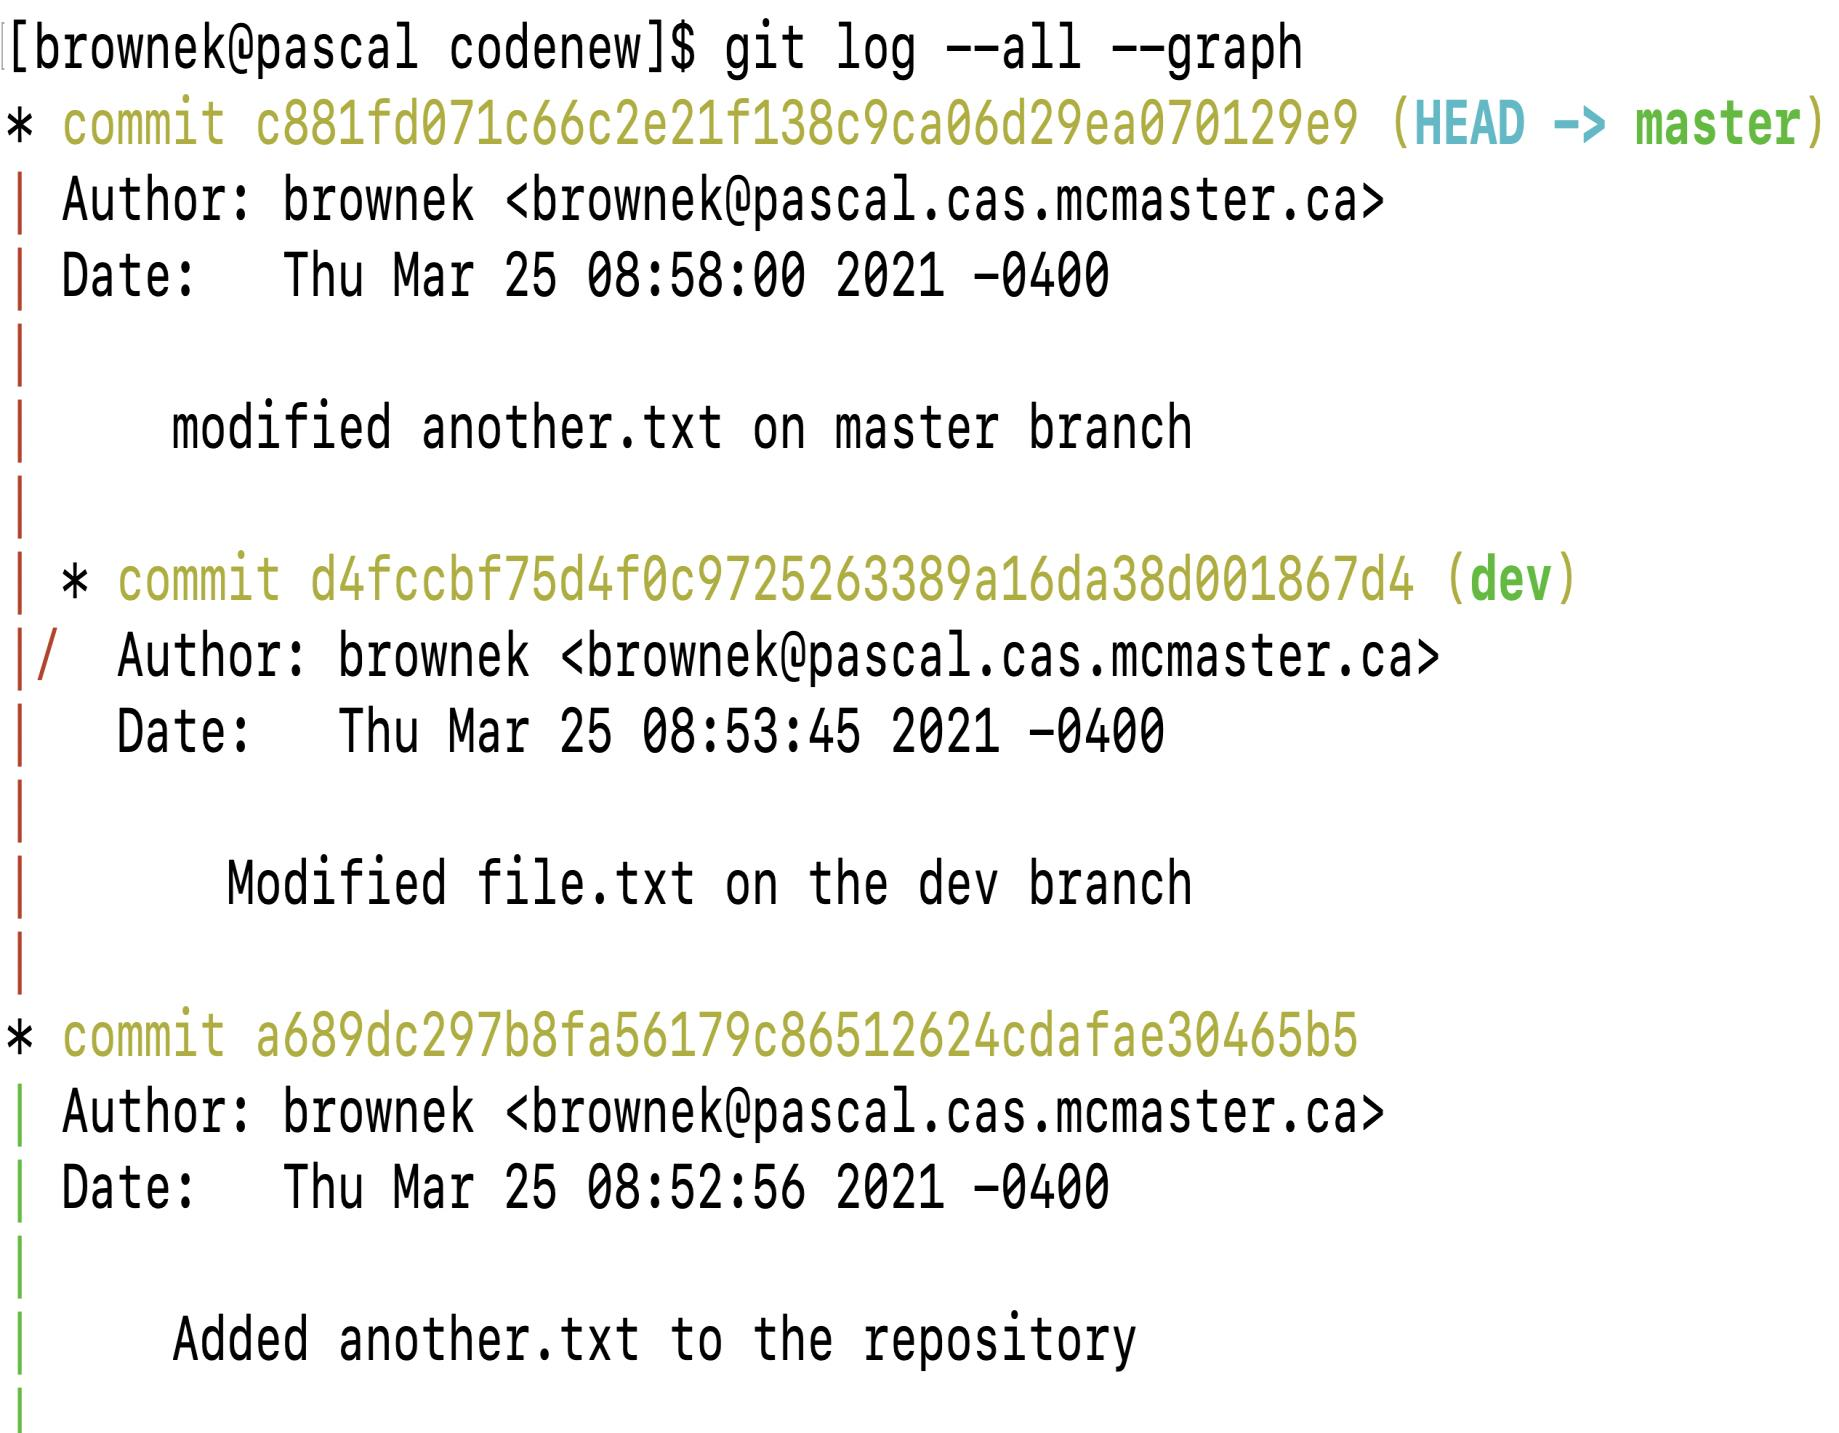 [brownek@pascal codenew]$ git log --all --graph
* commit c881fd071c66c2e21f138c9ca06d29ea070129e9 (HEAD -> master)
| Author: brownek <brownek@pascal.cas.mcmaster.ca>
| Date:   Thu Mar 25 08:58:00 2021 -0400
|
|     modified another.txt on master branch
|
| * commit d4fccbf75d4f0c9725263389a16da38d001867d4 (dev)
|/  Author: brownek <brownek@pascal.cas.mcmaster.ca>
|   Date:   Thu Mar 25 08:53:45 2021 -0400
|
|       Modified file.txt on the dev branch
|
* commit a689dc297b8fa56179c86512624cdafae30465b5
| Author: brownek <brownek@pascal.cas.mcmaster.ca>
| Date:   Thu Mar 25 08:52:56 2021 -0400
|
|     Added another.txt to the repository
|